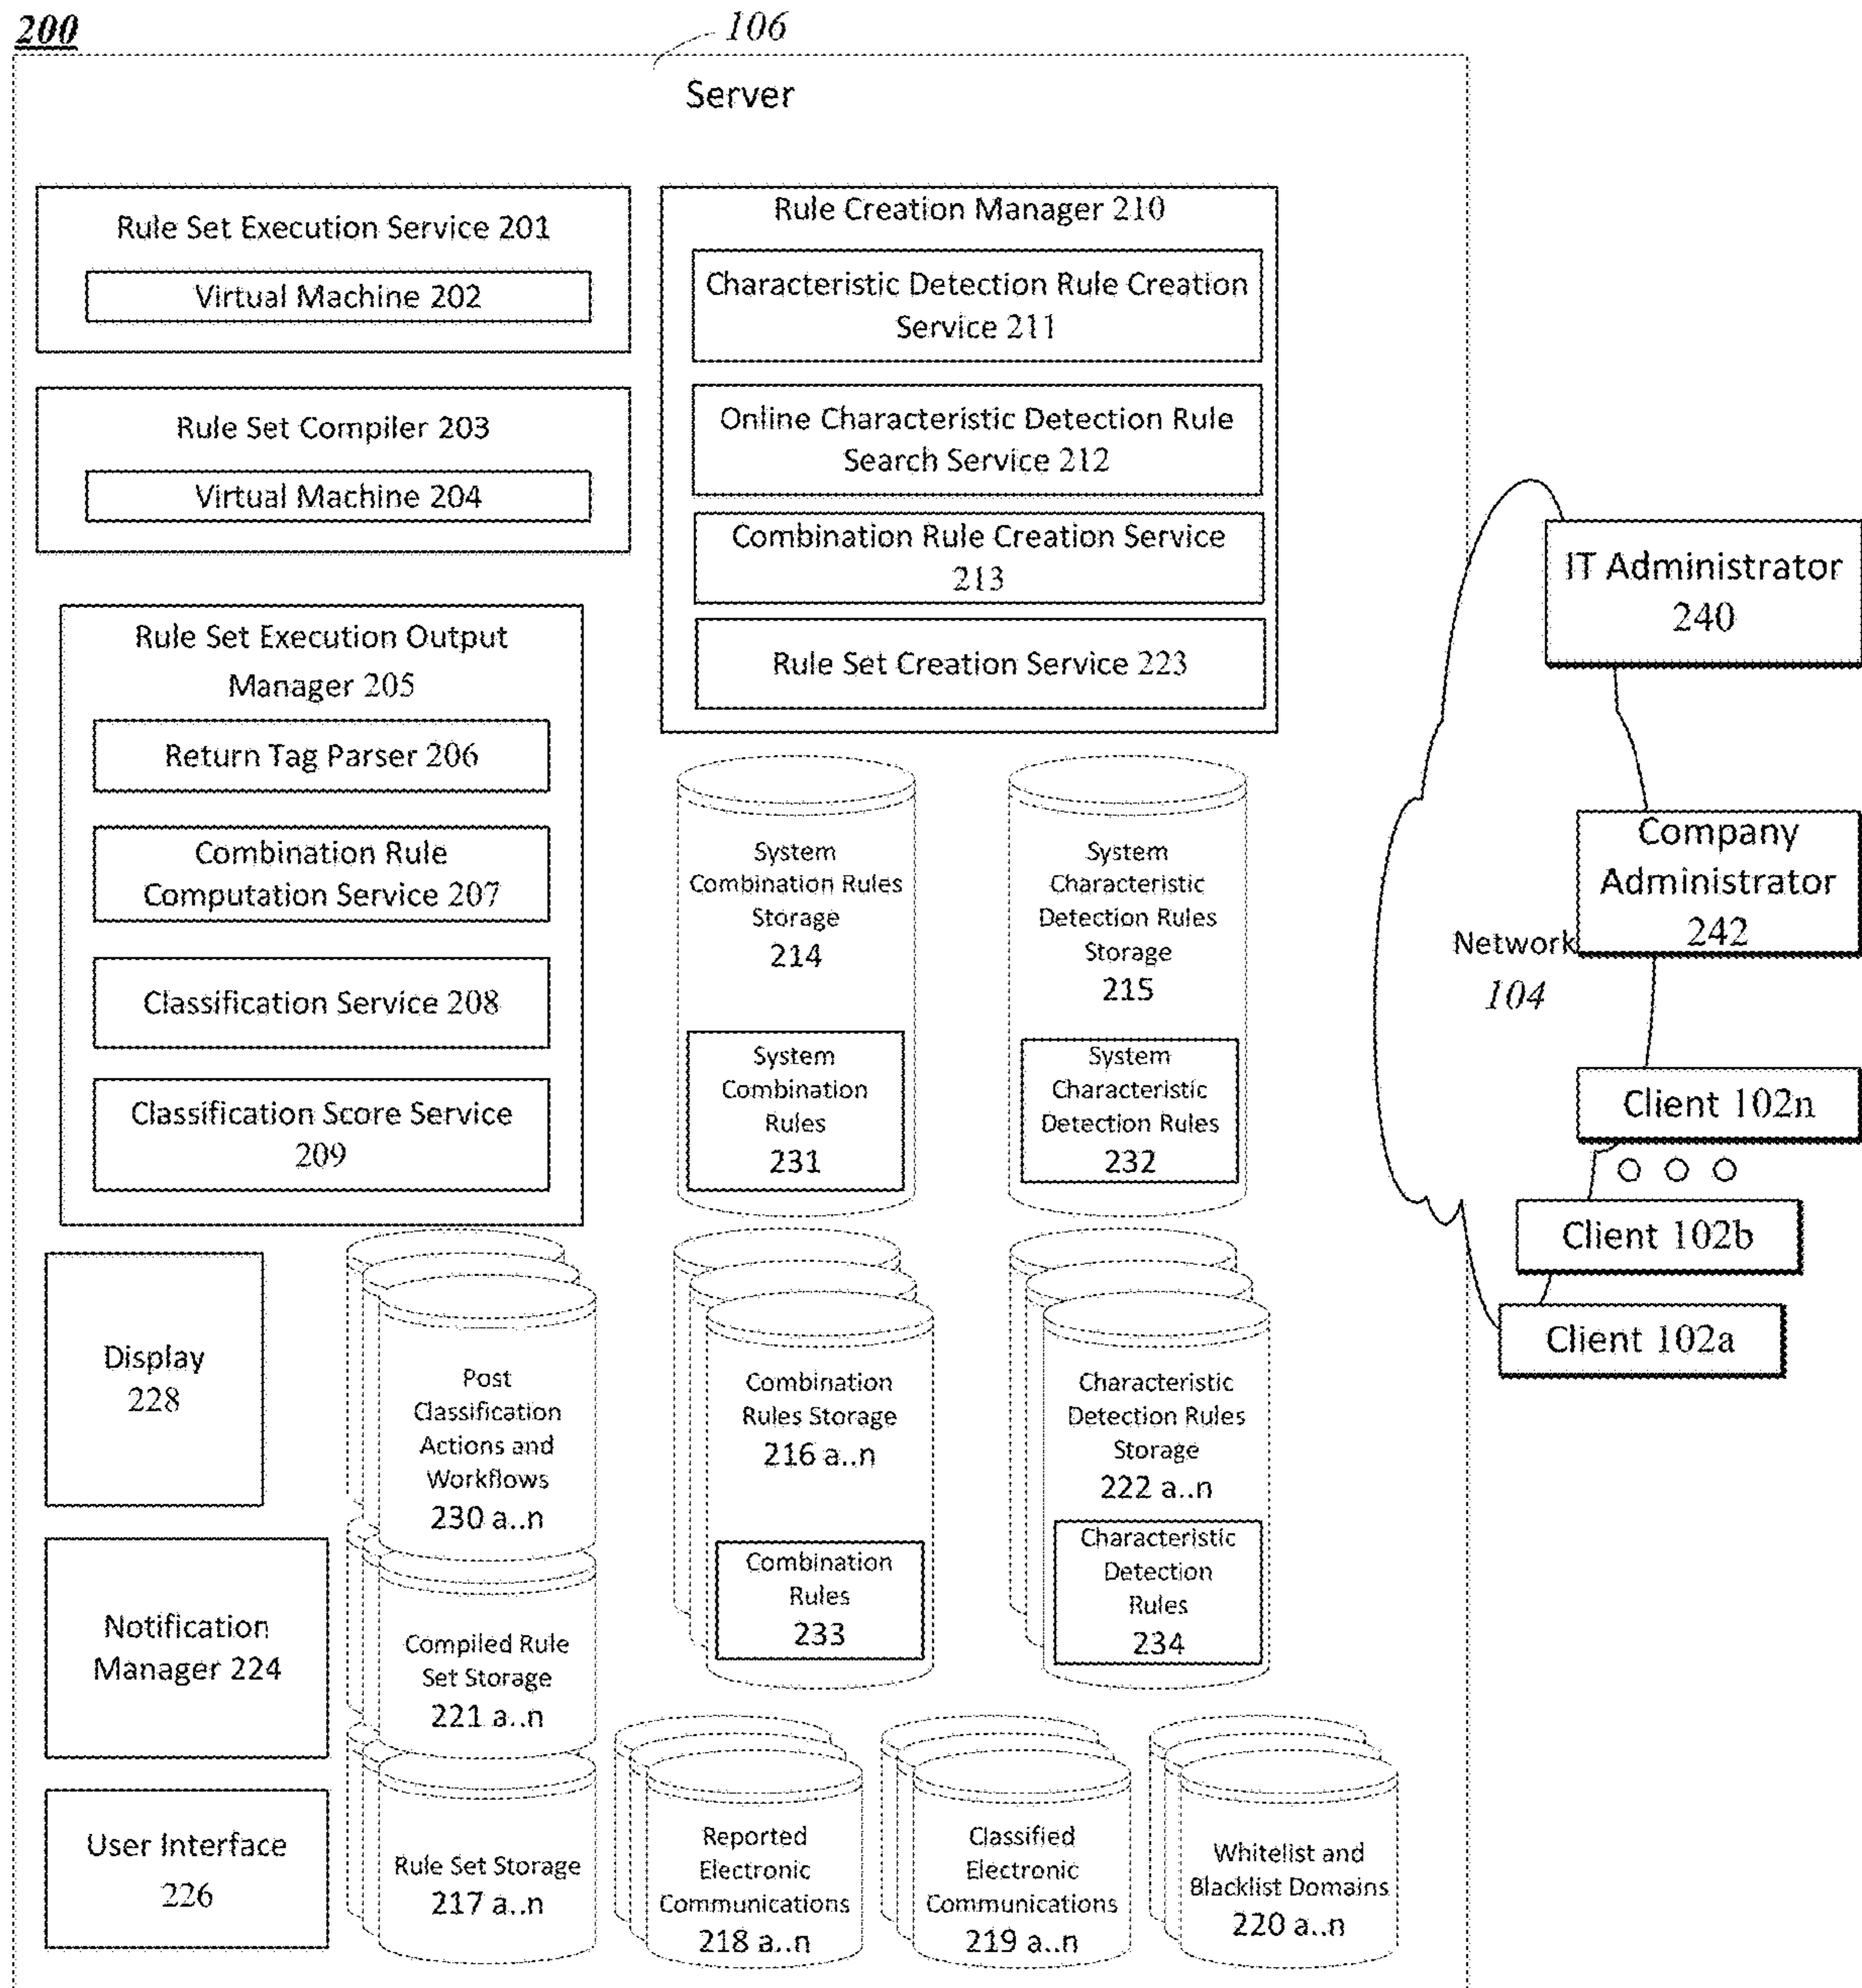 200
106
Server
Rule Set Execution Service 201
Virtual Machine 202
Rule Set Compiler 203
Virtual Machine 204
Rule Set Execution Output
Manager 205
Return Tag Parser 206
Combination Rule
Computation Service 207
Classification Service 208
Classification Score Service
209
Rule Creation Manager 210
Characteristic Detection Rule Creation
Service 211
Online Characteristic Detection Rule
Search Service 212
Combination Rule Creation Service
213
Rule Set Creation Service 223
System
Combination Rules
Storage
214
System
Combination
Rules
231
System
Characteristic
Detection Rules
Storage
215
System
Characteristic
Detection Rules
232
IT Administrator
240
Company
Administrator
242
Network
104
Client 102n
Client 102b
Client 102a
Display
228
Notification
Manager 224
User Interface
226
Post
Classification
Actions and
Workflows
230 a..n
Compiled Rule
Set Storage
221 a..n
Rule Set Storage
217 a..n
Combination
Rules Storage
216 a..n
Combination
Rules
233
Characteristic
Detection Rules
Storage
222 a..n
Characteristic
Detection
Rules
234
Reported
Electronic
Communications
218 a..n
Classified
Electronic
Communications
219 a..n
Whitelist and
Blacklist Domains
220 a..n